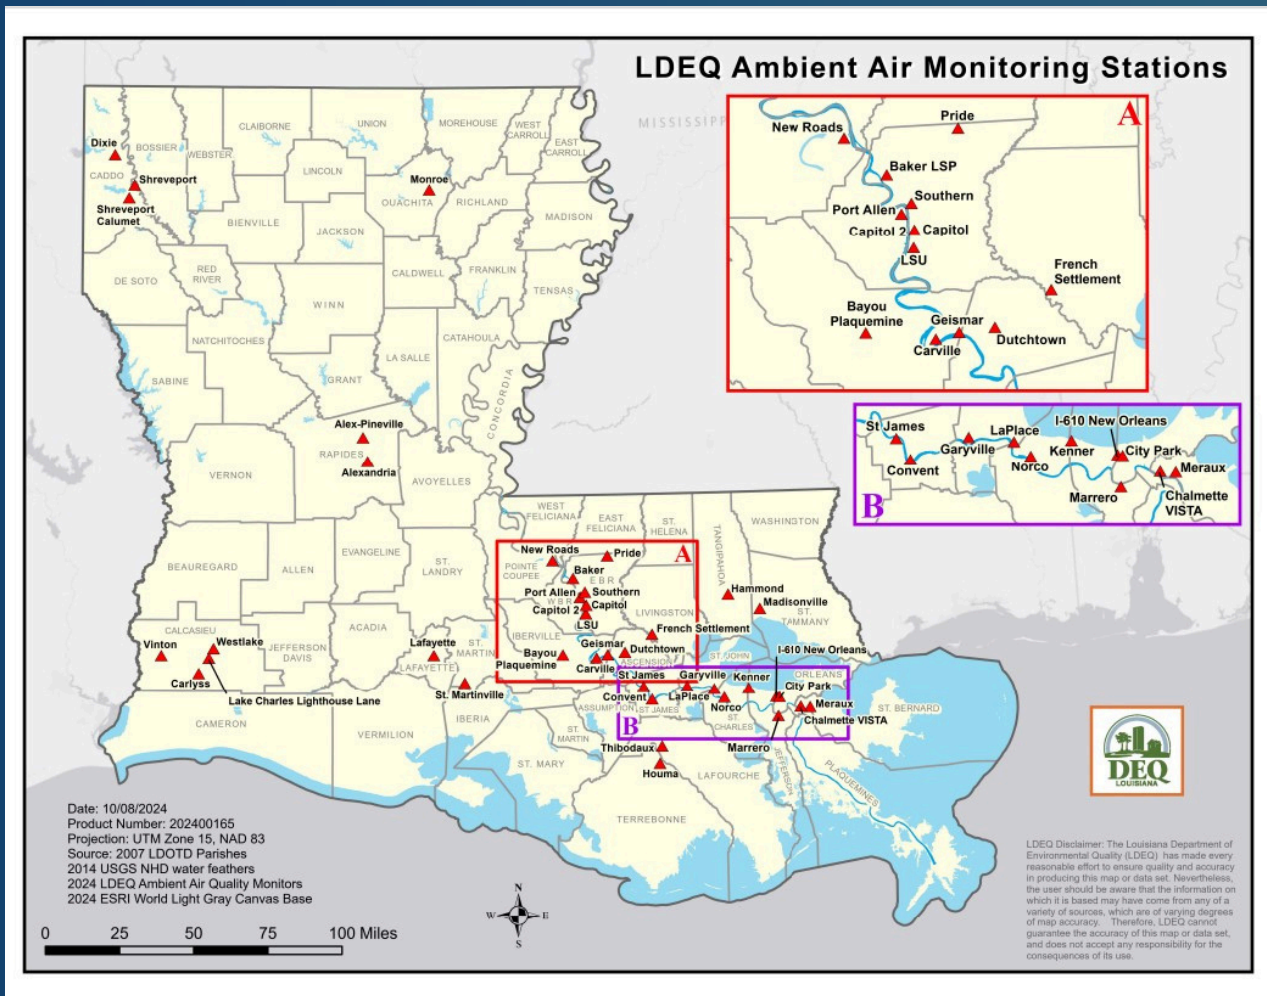 LDEQ Ambient Air Monitoring Stations
MISSISSIPP
A
New Roads
Pride
Baker LSP
Southern
Port Allen
Capitol 2
Capitol
LSU
French
Settlement
Bayou
Plaquemine
Geismar
Carville
Dutchtown
B
St James
Convent
Garyville
LaPlace
Norco
I-610 New Orleans
Kenner
City Park
Marrero
Meraux
Chalmette
VISTA
Dixie
CADDO
BOSSIER
WEBSTER
CLAIBORNE
UNION
MOREHOUSE
WEST
CARROLL
EAST
CARROLL
Shreveport
Shreveport
Calumet
LINCOLN
Monroe
OUACHITA
RICHLAND
MADISON
BIENVILLE
JACKSON
DE SOTO
RED
RIVER
CALDWELL
FRANKLIN
TENSAS
WINN
NATCHITOCHES
CATAHOULA
LA SALLE
SABINE
GRANT
CONCORDIA
Alex-Pineville
RAPIDES
Alexandria
VERNON
AVOYELLES
WEST
FELICIANA
EAST
FELICIANA
ST.
HELENA
TANGIPAHOA
WASHINGTON
BEAUREGARD
ALLEN
EVANGELINE
ST.
LANDRY
A
New Roads
Pride
POINTE
COUPEE
Baker
E B R
Port Allen
Southern
W B R
Capitol 2
Capitol
LSU
LIVINGSTON
Hammond
Madisonville
ST.
TAMMANY
CALCASIEU
Vinton
Westlake
Carlyss
Lake Charles Lighthouse Lane
JEFFERSON
DAVIS
ACADIA
Lafayette
LAFAYETTE
ST.
MARTIN
St. Martinville
IBERVILLE
Bayou
Plaquemine
Geismar
Carville
French Settlement
Dutchtown
ASCENSION
ST. JOHN
I-610 New Orleans
St James
Garyville
Kenner
ORLEANS
City Park
Convent
LaPlace
Norco
Meraux
Chalmette VISTA
ST. BERNARD
ASSUMPTION
ST. JAMES
ST.
CHARLES
B
Marrero
CAMERON
VERMILION
IBERIA
ST.
MARTIN
ST. MARY
Thibodaux
Houma
LAFOURCHE
JEFFERSON
PLAQUEMINES
TERREBONNE
DEQ
LOUISIANA
Date: 10/08/2024
Product Number: 202400165
Projection: UTM Zone 15, NAD 83
Source: 2007 LDOTD Parishes
2014 USGS NHD water feathers
2024 LDEQ Ambient Air Quality Monitors
2024 ESRI World Light Gray Canvas Base
0 25 50 75 100 Miles
N
W E
S
LDEQ Disclaimer: The Louisiana Department of
Environmental Quality (LDEQ) has made every
reasonable effort to ensure quality and accuracy
in producing this map or data set. Nevertheless,
the user should be aware that the information on
which it is based may have come from any of a
variety of sources, which are of varying degrees
of map accuracy. Therefore, LDEQ cannot
guarantee the accuracy of this map or data set,
and does not accept any responsibility for the
consequences of its use.